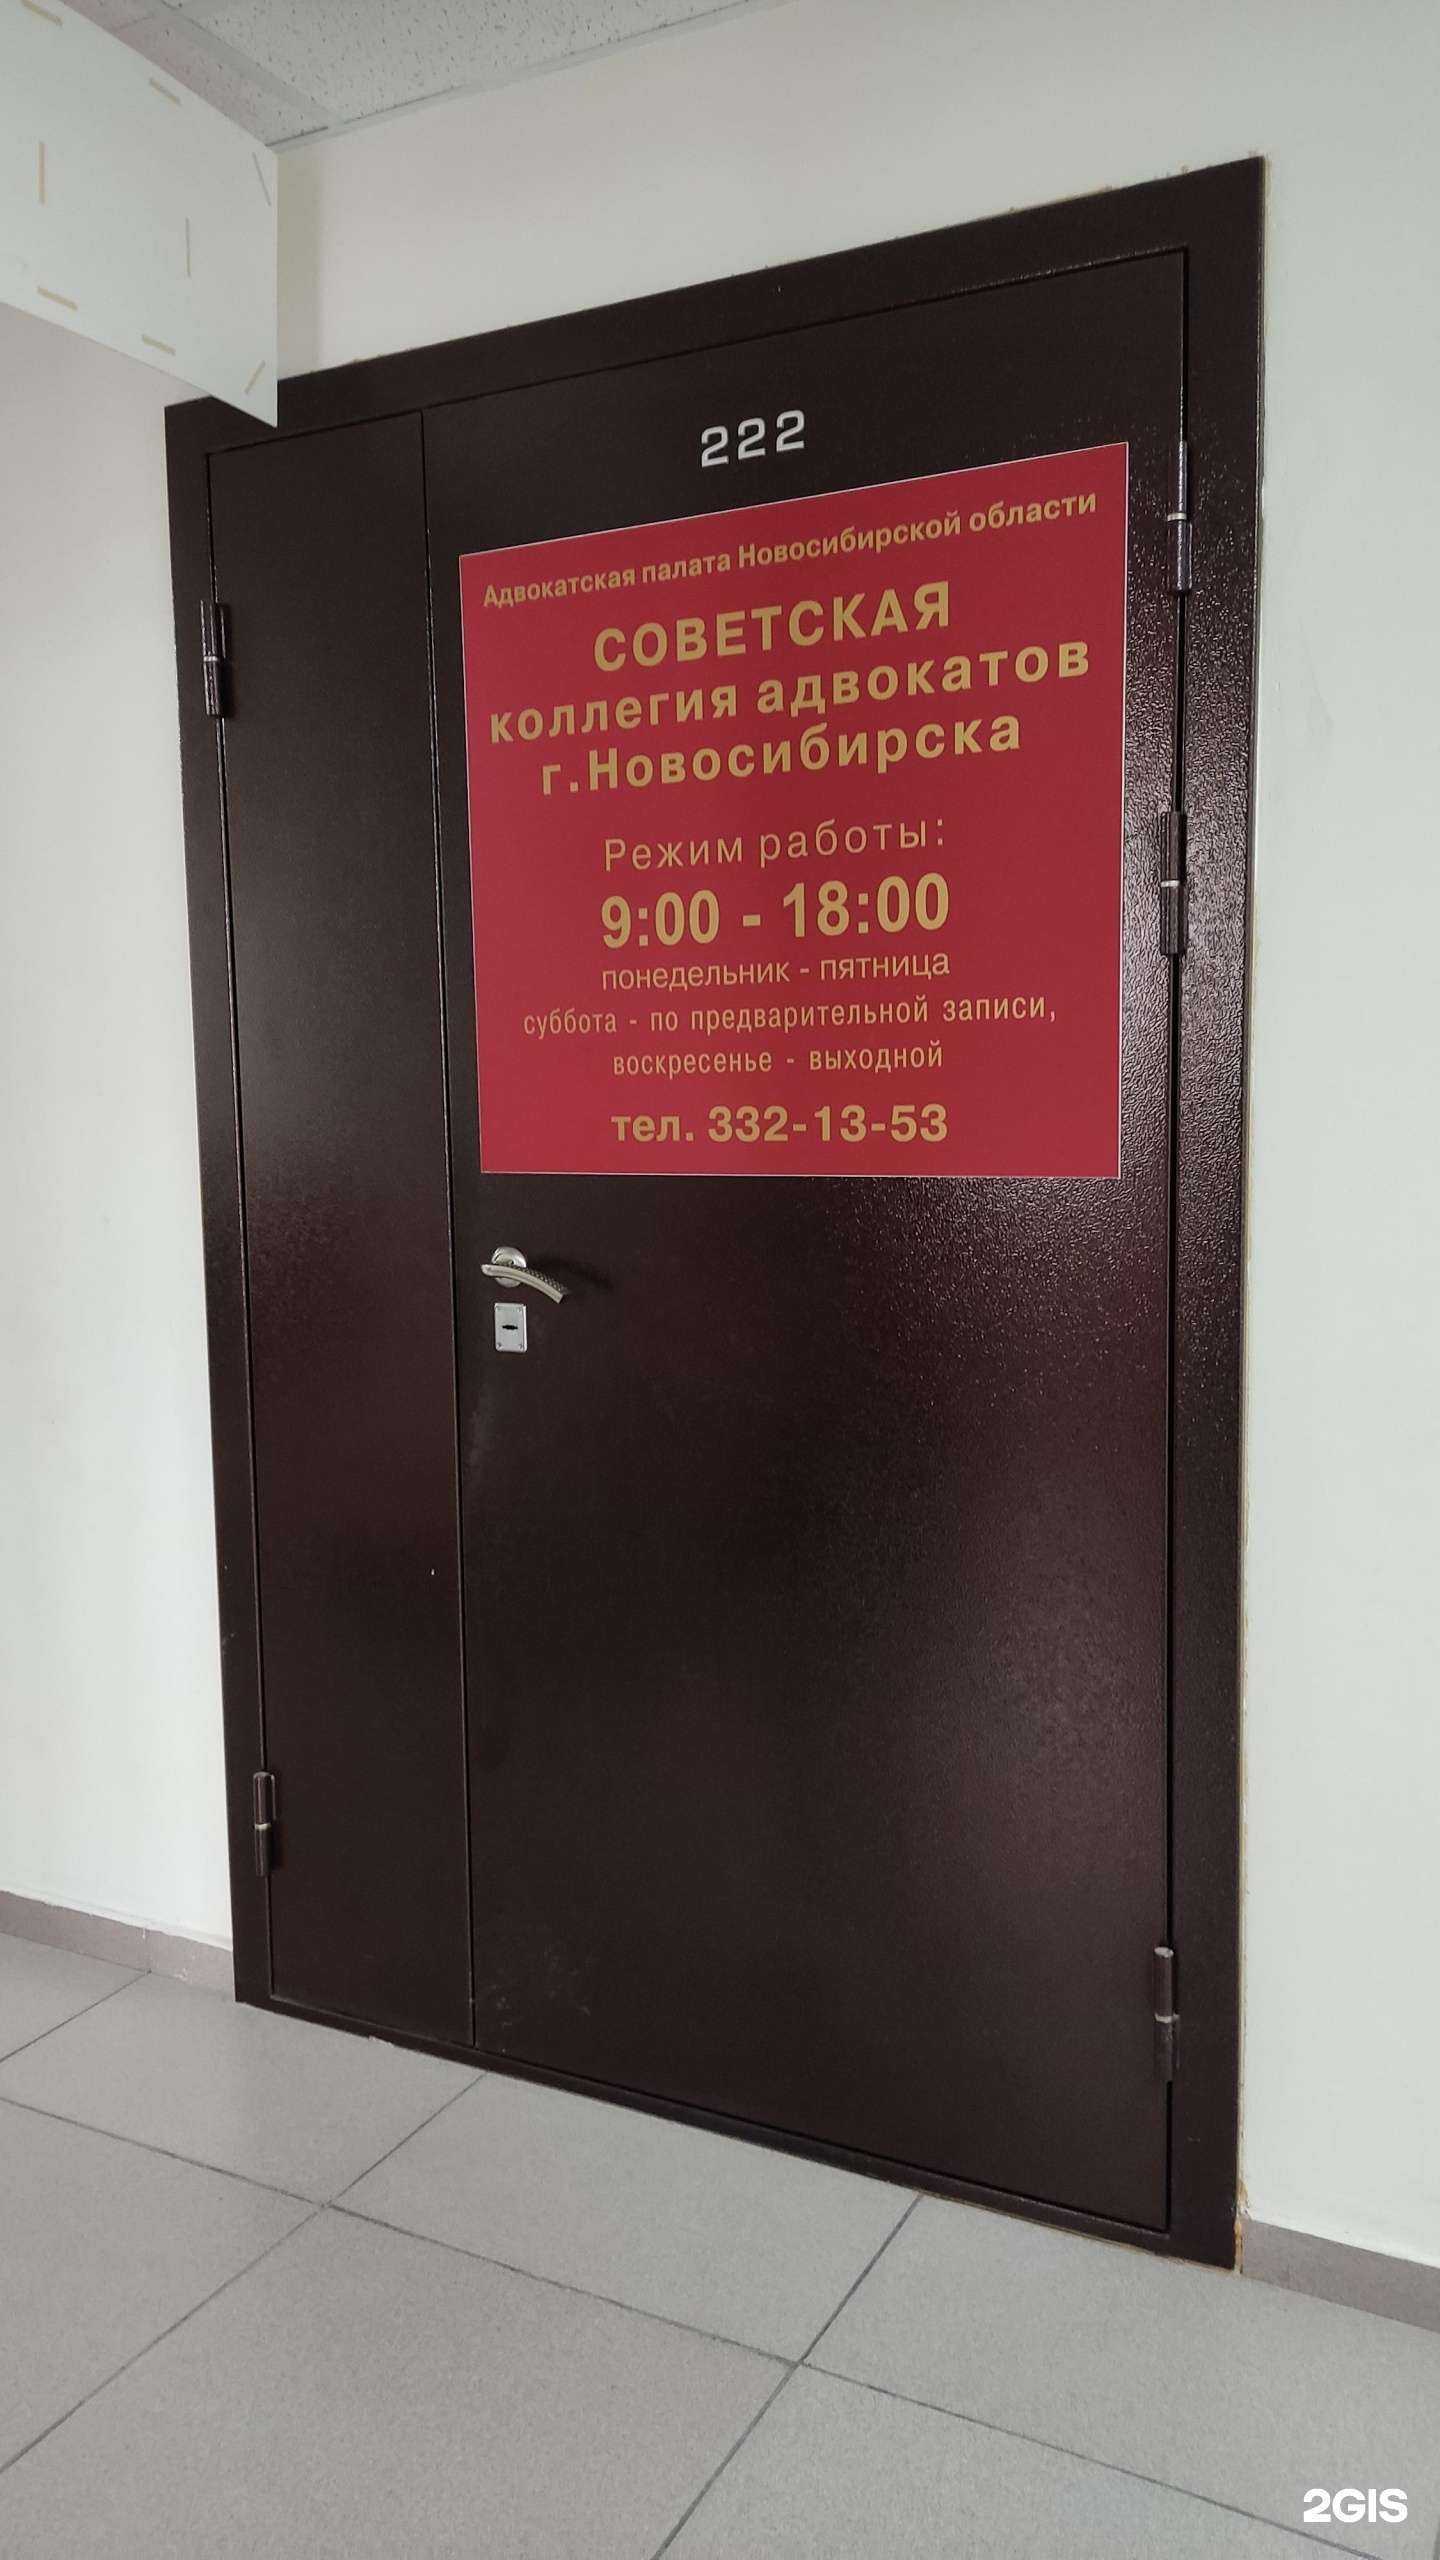 222
Адвокатская палата Новосибирской области
СОВЕТСКАЯ
коллегия адвокатов
г.Новосибирска
Режим работы:
9:00 - 18:00
понедельник - пятница
суббота - по предварительной записи,
воскресенье - выходной
тел. 332-13-53
2GIS